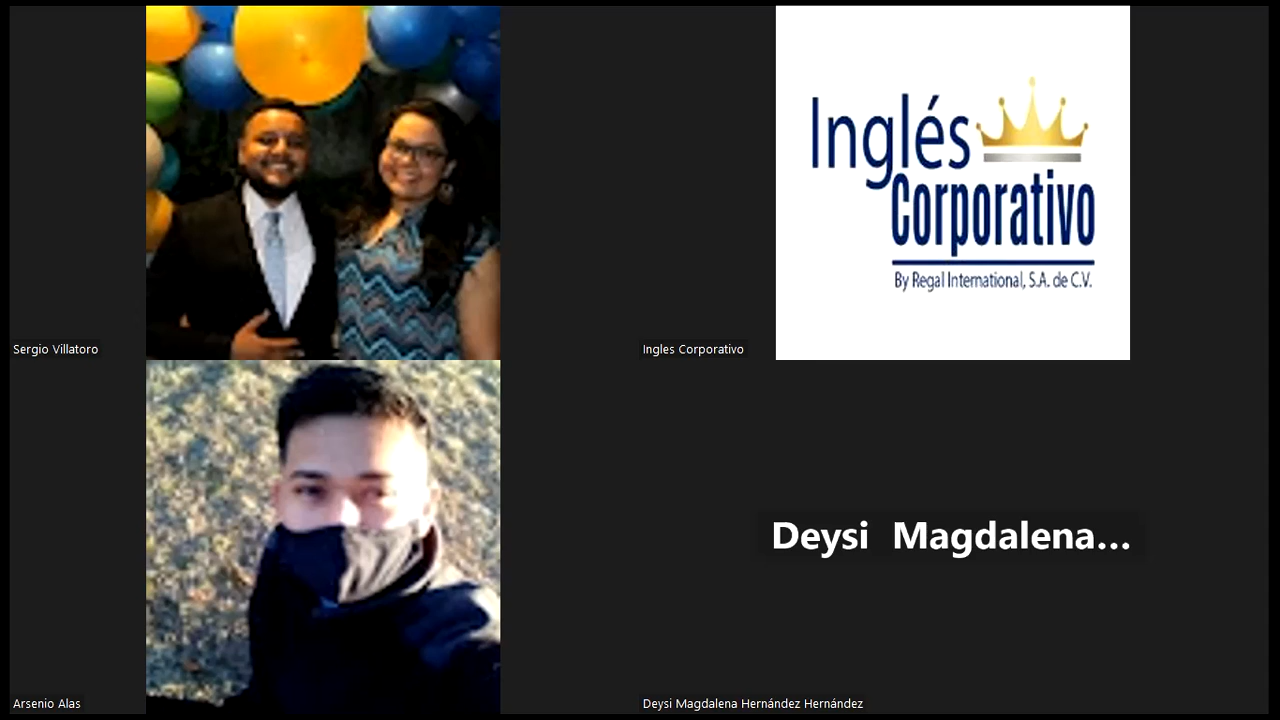 Inglés
Corporativo
By Regal International, S.A. de C.V.
Sergio Villatoro
Ingles Corporativo
Deysi Magdalena...
Arsenio Alas
Deysi Magdalena Hernández Hernández